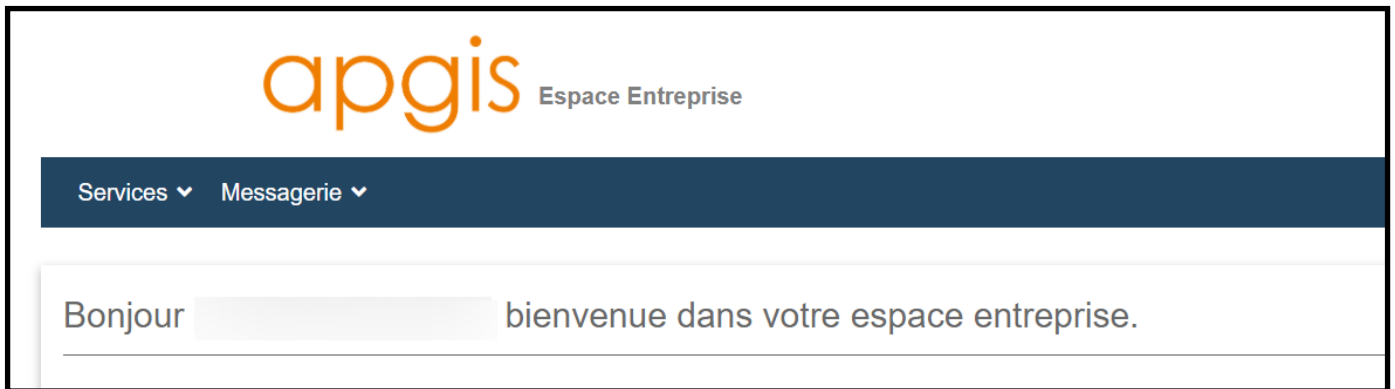 apgis Espace Entreprise
Services Messagerie
Bonjour bienvenue dans votre espace entreprise.